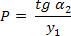 P = tg α₂ / y₁